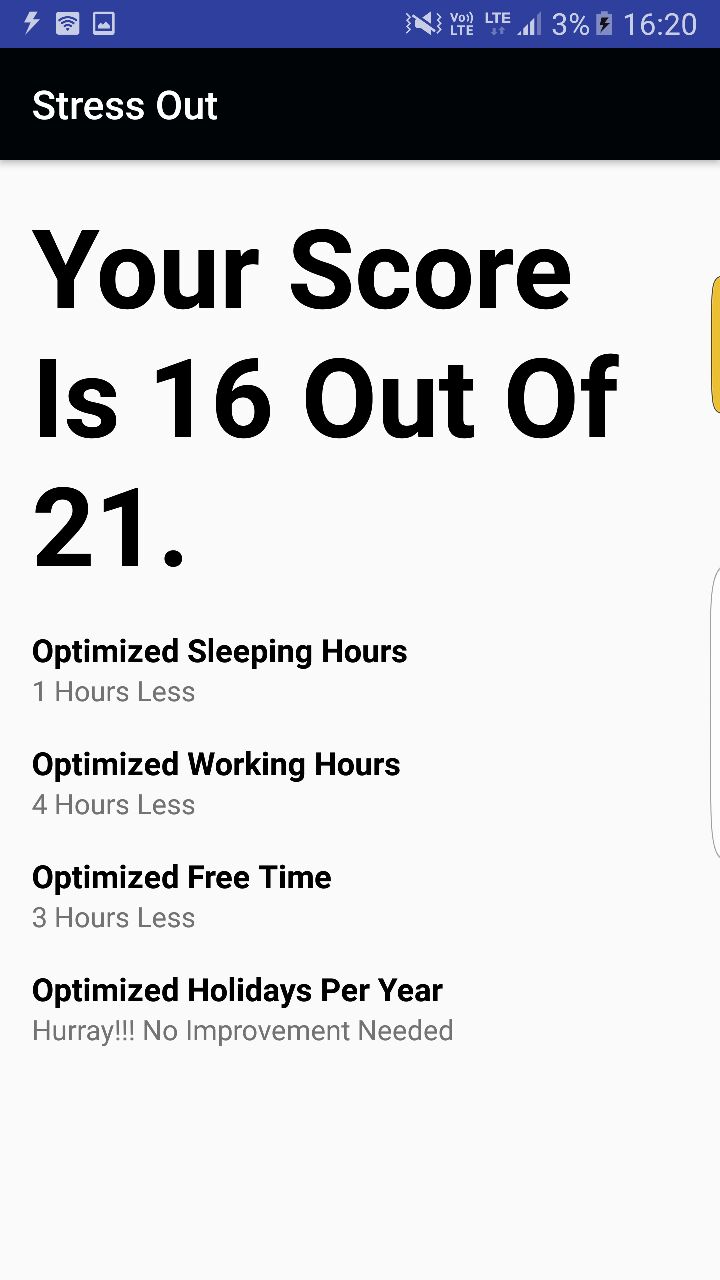 Vo)) LTE 3% 16:20
LTE
Stress Out
Your Score
Is 16 Out Of
21.
Optimized Sleeping Hours
1 Hours Less
Optimized Working Hours
4 Hours Less
Optimized Free Time
3 Hours Less
Optimized Holidays Per Year
Hurray!!! No Improvement Needed